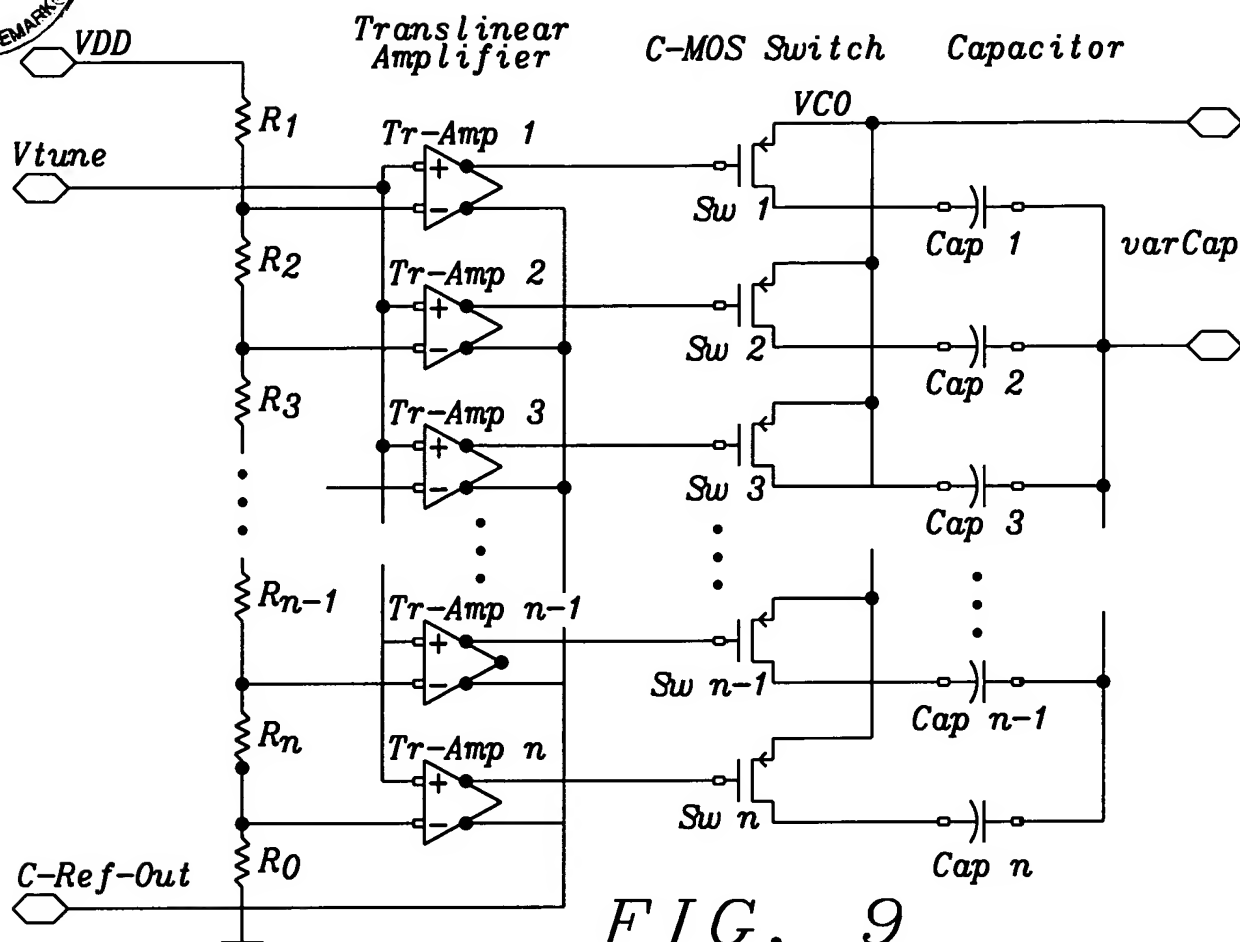 EMARK
VDD
Translinear
Amplifier
C-MOS Switch
Capacitor
R1
Vtune
Tr-Amp 1
+
−
VCO
Sw 1
Cap 1
varCap
R2
Tr-Amp 2
+
−
Sw 2
Cap 2
R3
Tr-Amp 3
+
−
Sw 3
Cap 3
Rn-1
Tr-Amp n-1
+
−
Sw n-1
Cap n-1
Rn
Tr-Amp n
+
−
Sw n
Cap n
R0
C-Ref-Out
FIG. 9